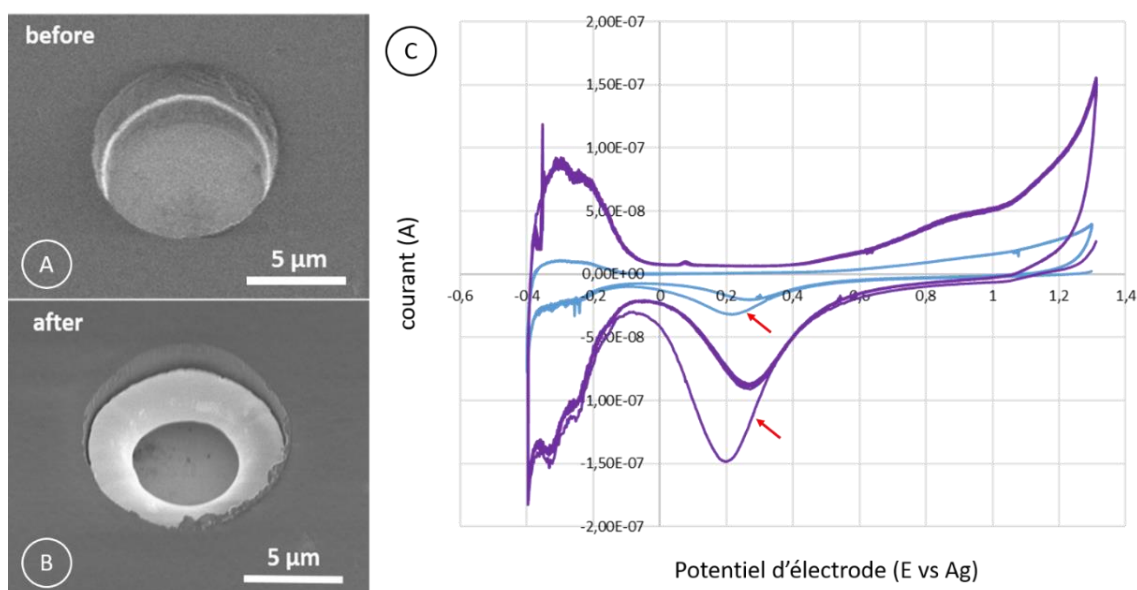 before
5 µm
A
after
5 µm
B
C
2,00E-07
1,50E-07
1,00E-07
5,00E-08
0,00E+00
-0,6
-0,4
-0,2
0
0,2
0,4
0,6
0,8
1
1,2
1,4
-5,00E-08
-1,00E-07
-1,50E-07
-2,00E-07
courant (A)
Potentiel d’électrode (E vs Ag)